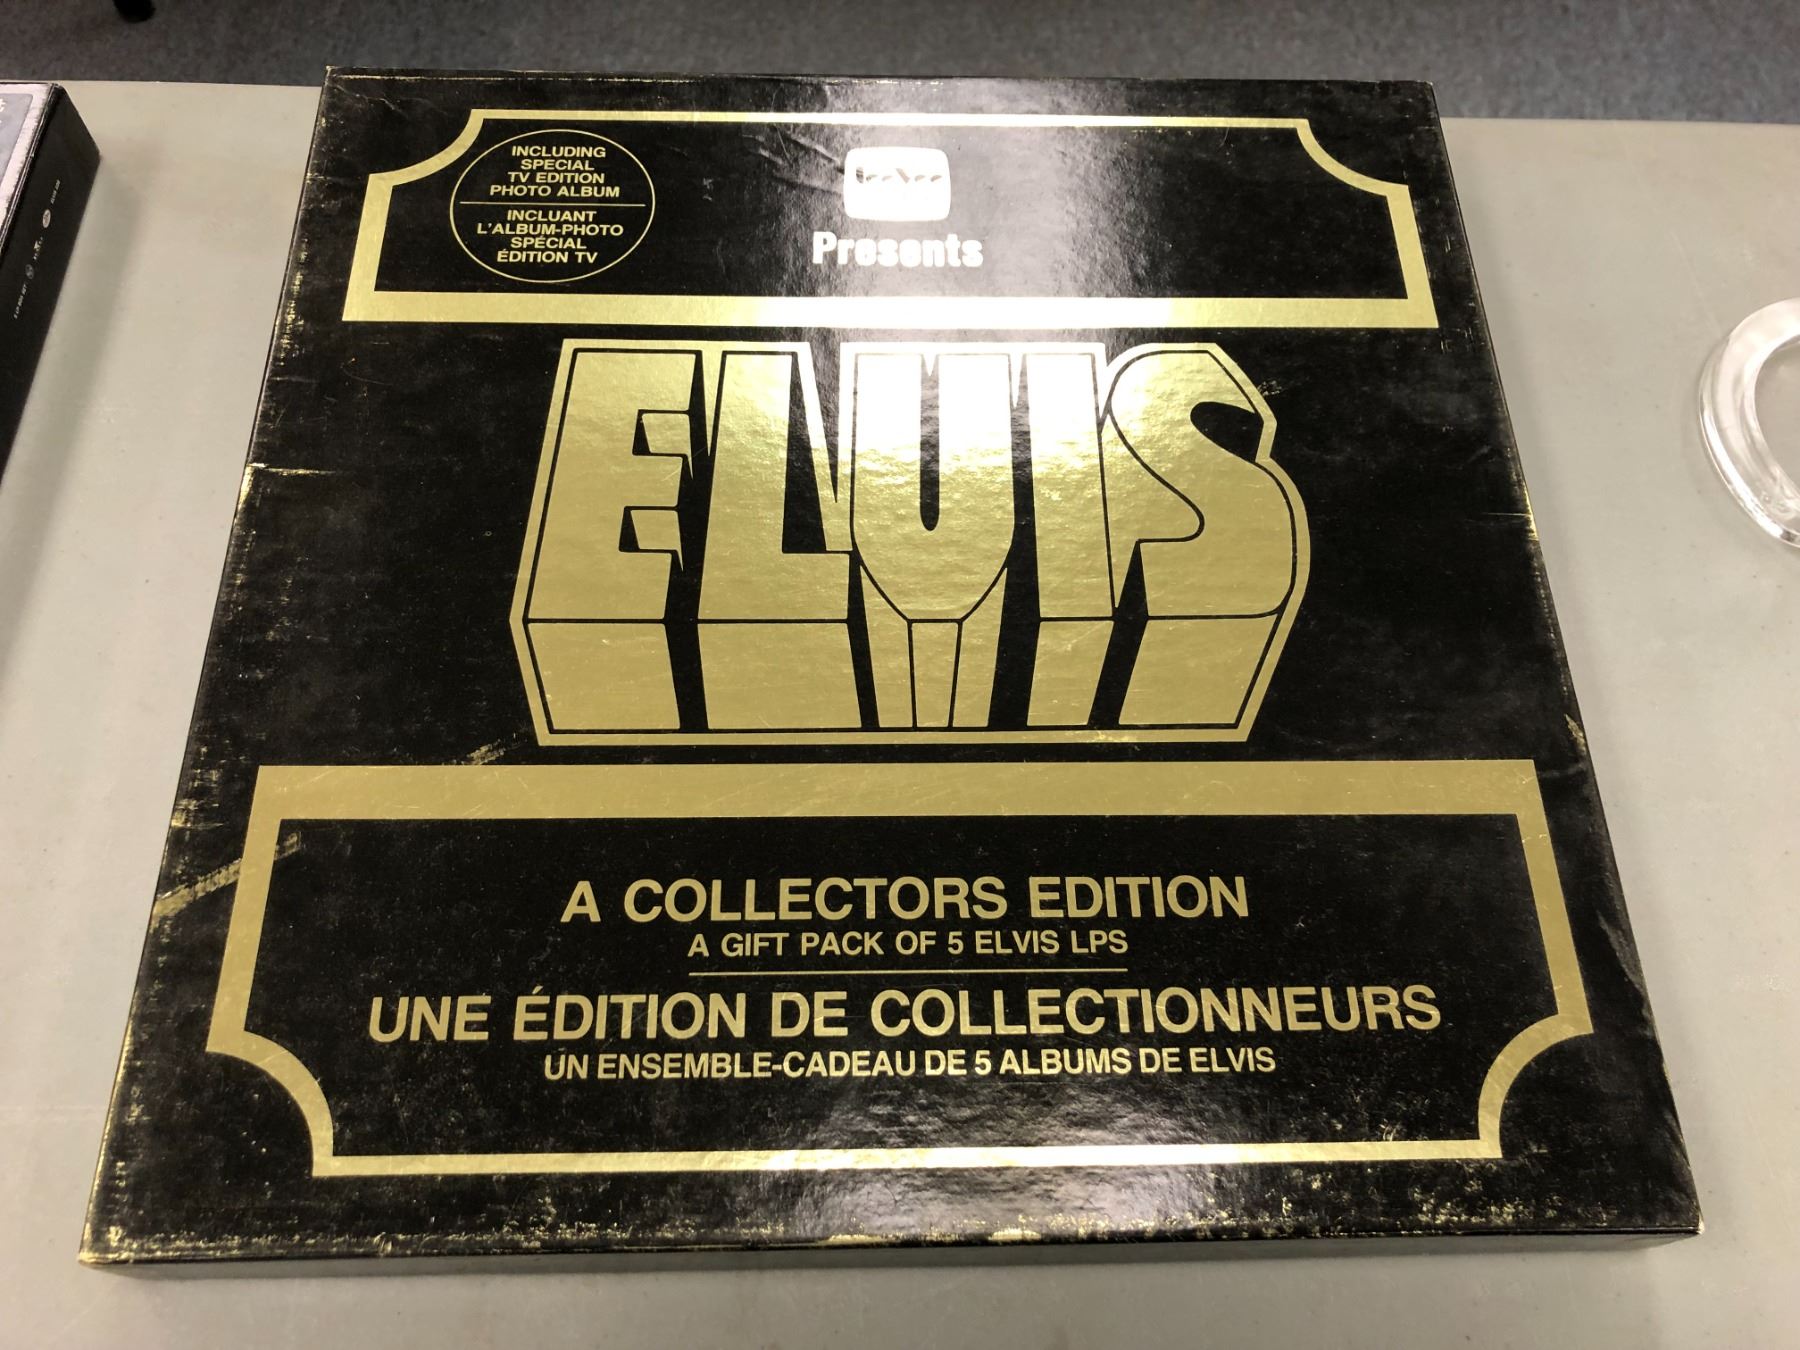 INCLUDING
SPECIAL
TV EDITION
PHOTO ALBUM
INCLUANT
L'ALBUM-PHOTO
SPÉCIAL
ÉDITION TV
TeeVee
Presents
ELVIS
A COLLECTORS EDITION
A GIFT PACK OF 5 ELVIS LPS
UNE ÉDITION DE COLLECTIONNEURS
UN ENSEMBLE-CADEAU DE 5 ALBUMS DE ELVIS